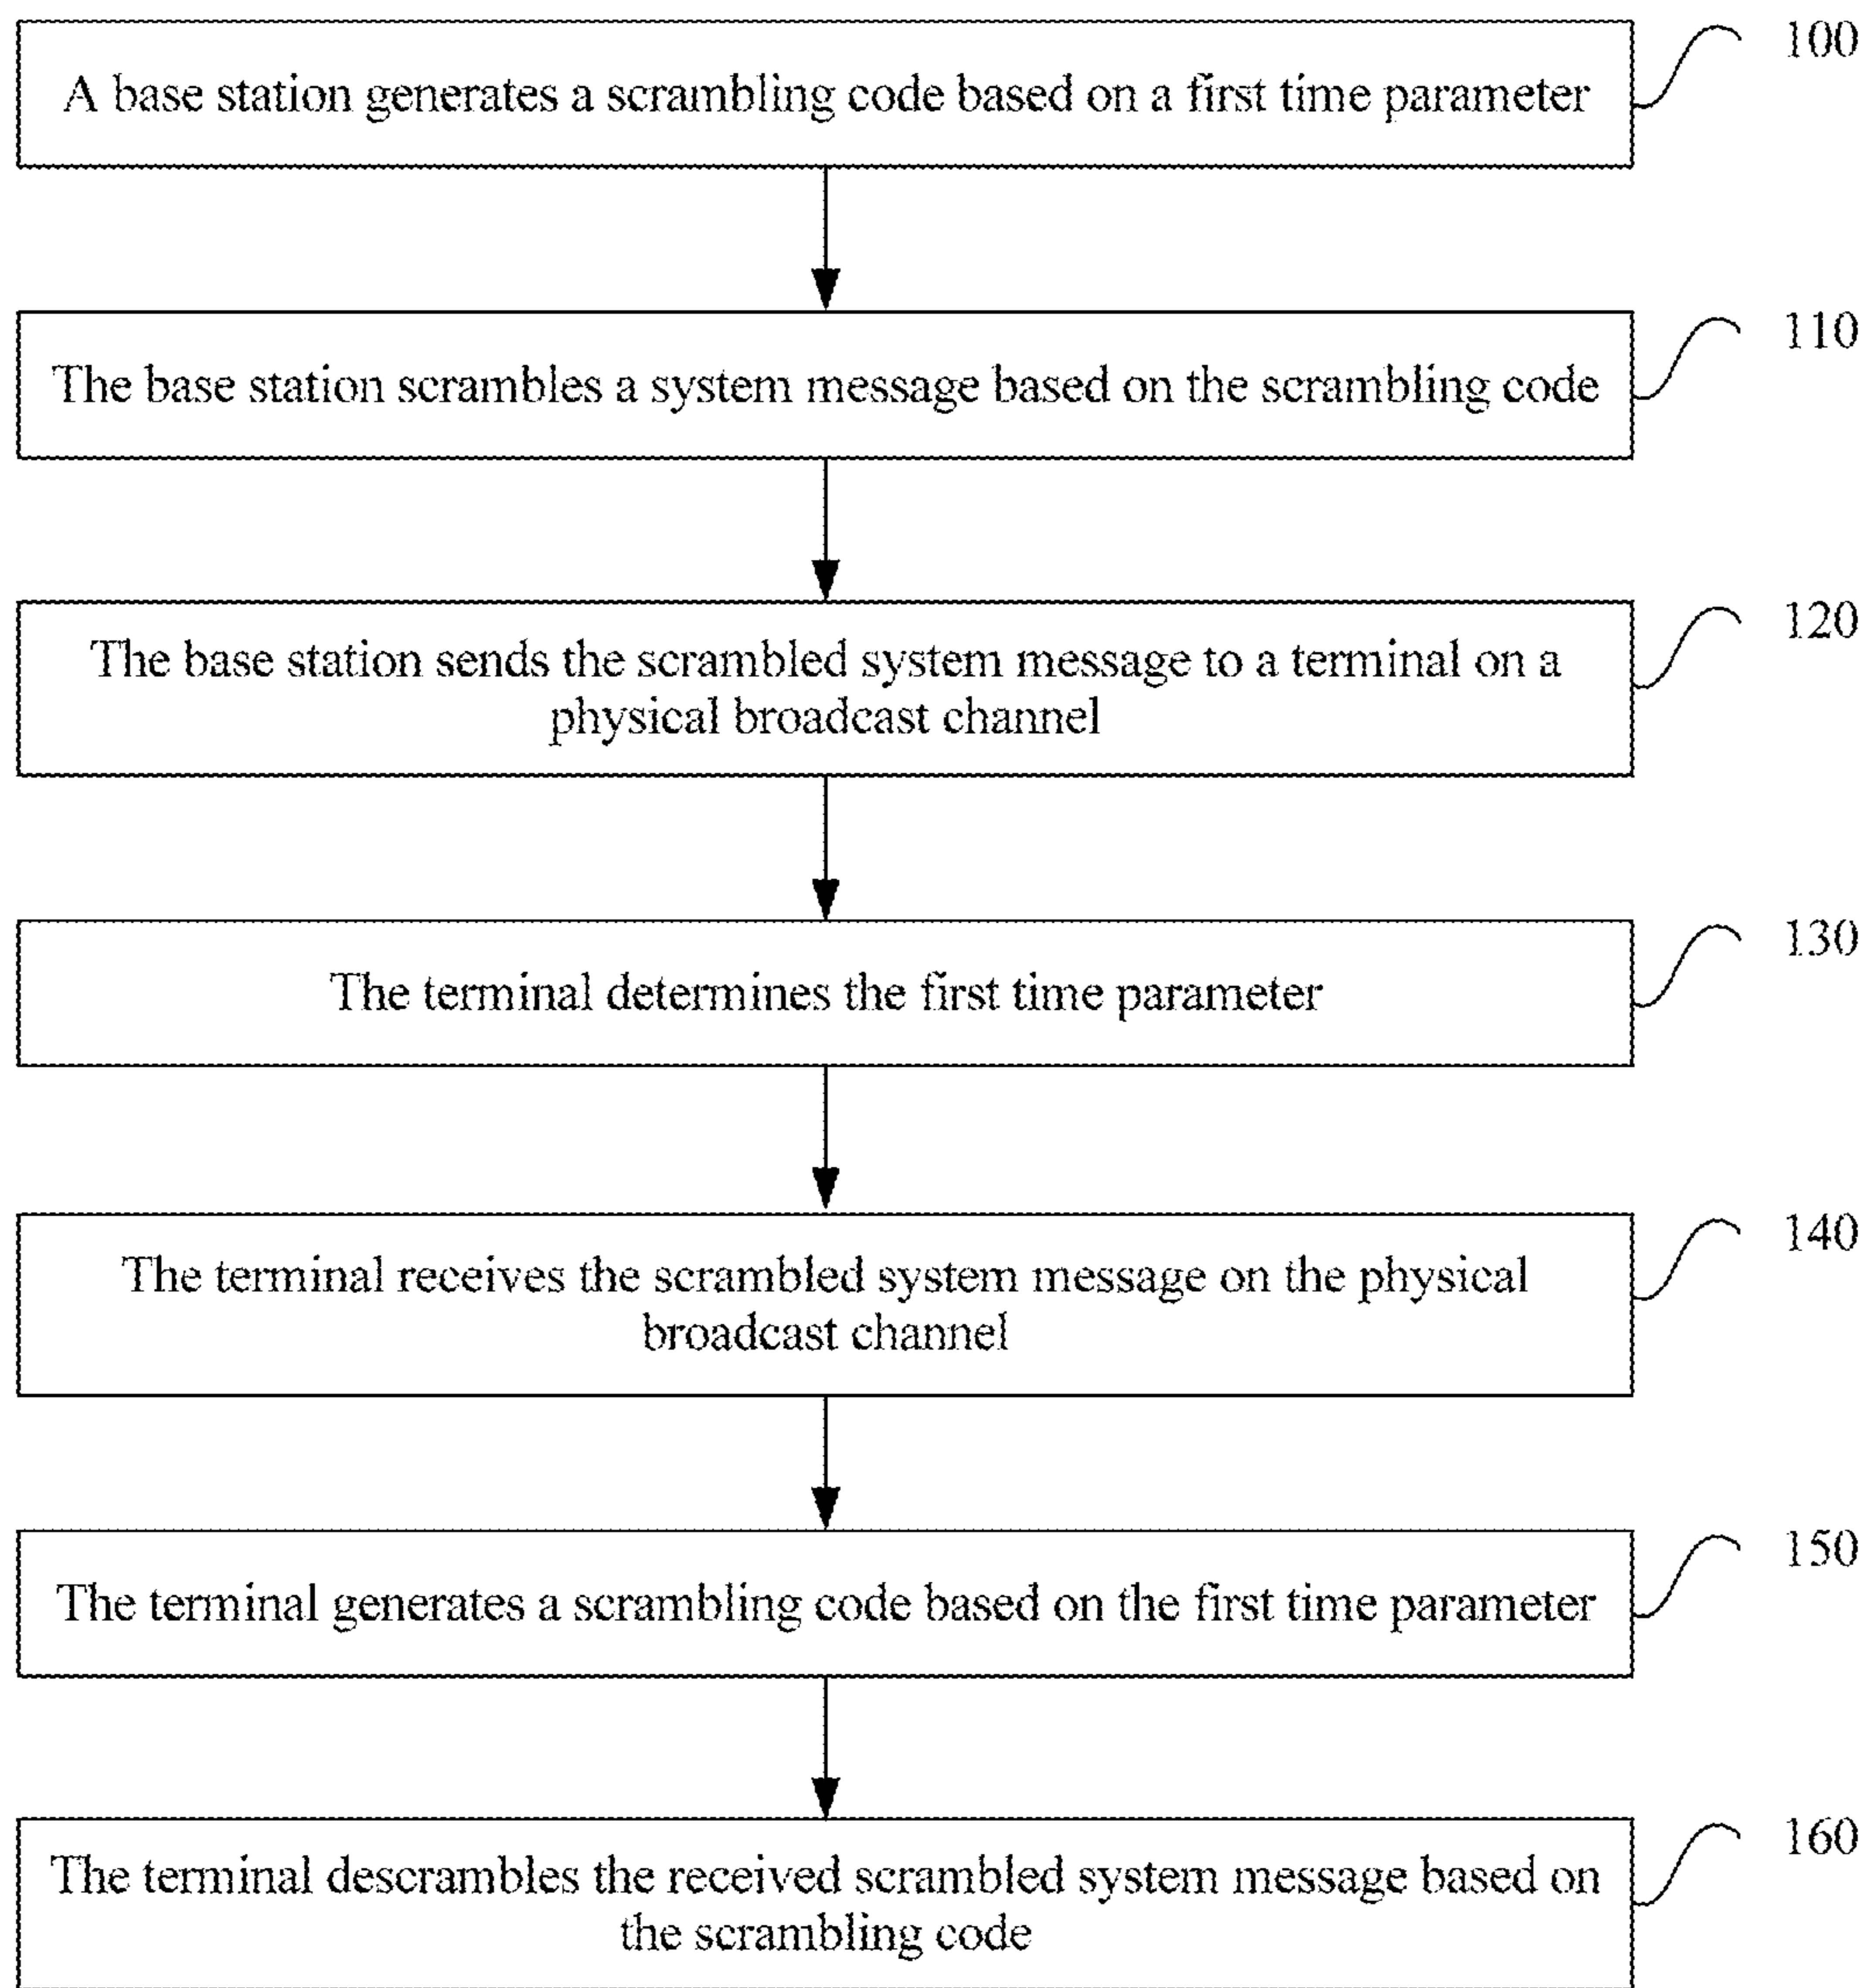 100
A base station generates a scrambling code based on a first time parameter
110
The base station scrambles a system message based on the scrambling code
120
The base station sends the scrambled system message to a terminal on a
physical broadcast channel
130
The terminal determines the first time parameter
140
The terminal receives the scrambled system message on the physical
broadcast channel
150
The terminal generates a scrambling code based on the first time parameter
160
The terminal descrambles the received scrambled system message based on
the scrambling code